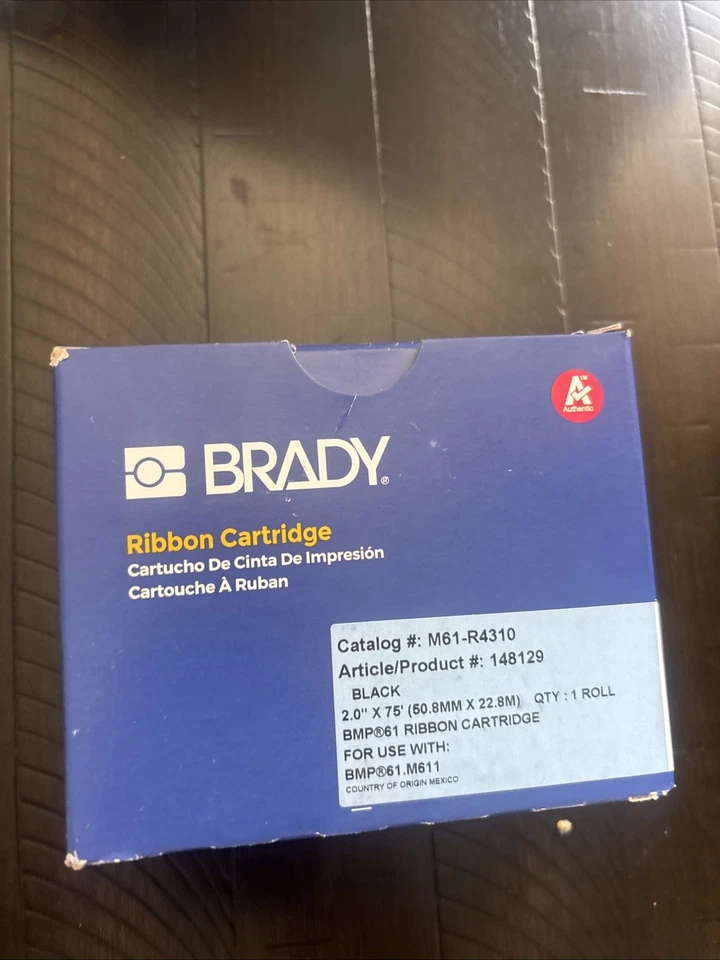 A™
Authentic
BRADY®
Ribbon Cartridge
Cartucho De Cinta De Impresión
Cartouche À Ruban
Catalog #: M61-R4310
Article/Product #: 148129
BLACK
2.0" X 75' (50.8MM X 22.8M) QTY : 1 ROLL
BMP®61 RIBBON CARTRIDGE
FOR USE WITH:
BMP®61.M611
COUNTRY OF ORIGIN MEXICO